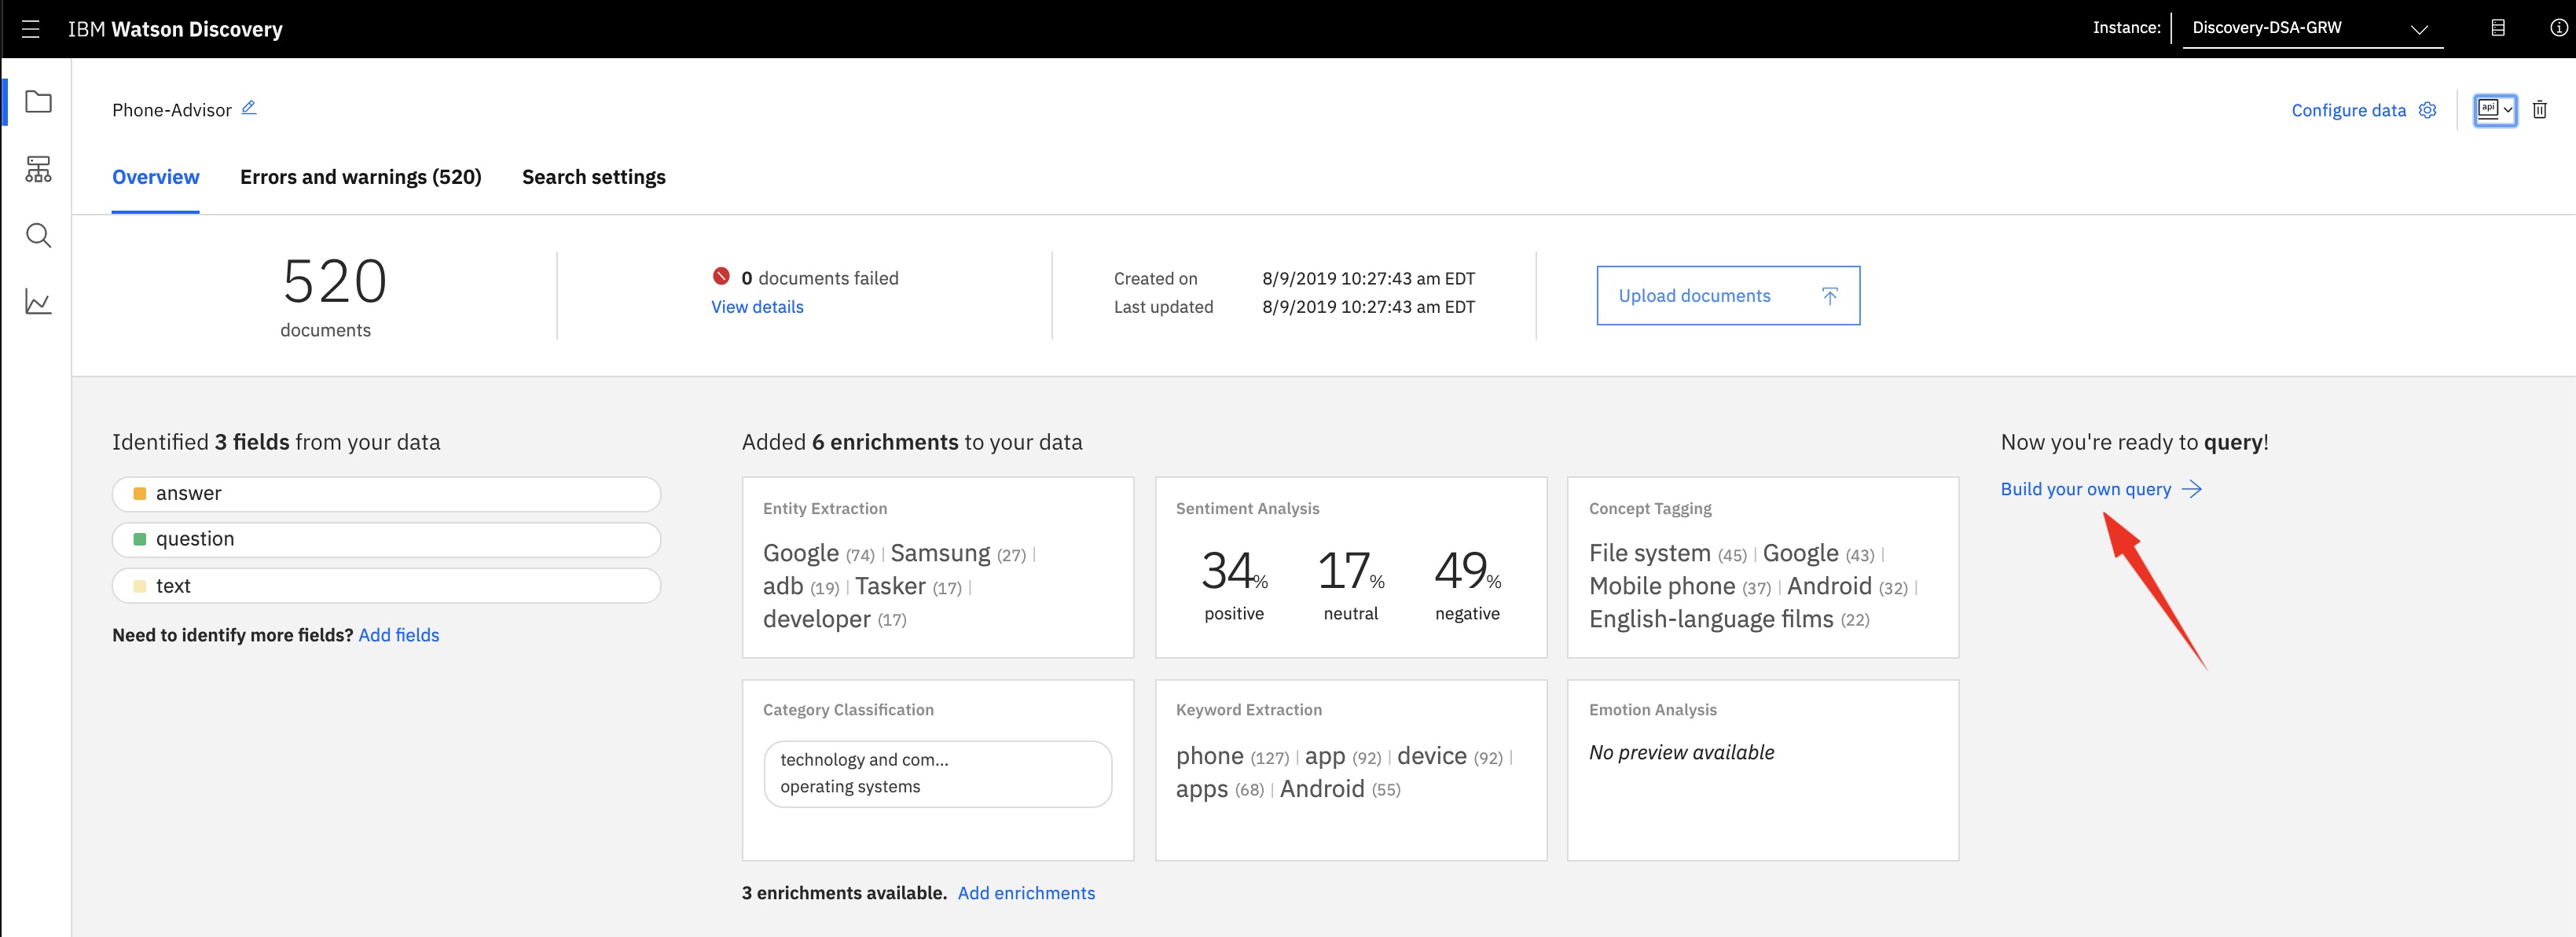 IBM Watson Discovery
Instance: Discovery-DSA-GRW
Phone-Advisor
Configure data
api
Overview
Errors and warnings (520)
Search settings
520
documents
0 documents failed
View details
Created on 8/9/2019 10:27:43 am EDT
Last updated 8/9/2019 10:27:43 am EDT
Upload documents
Identified 3 fields from your data
answer
question
text
Need to identify more fields? Add fields
Added 6 enrichments to your data
Entity Extraction
Google (74) | Samsung (27) |
adb (19) | Tasker (17) |
developer (17)
Sentiment Analysis
34% 17% 49%
positive neutral negative
Concept Tagging
File system (45) | Google (43) |
Mobile phone (37) | Android (32) |
English-language films (22)
Category Classification
technology and com...
operating systems
Keyword Extraction
phone (127) | app (92) | device (92) |
apps (68) | Android (55)
Emotion Analysis
No preview available
3 enrichments available. Add enrichments
Now you're ready to query!
Build your own query